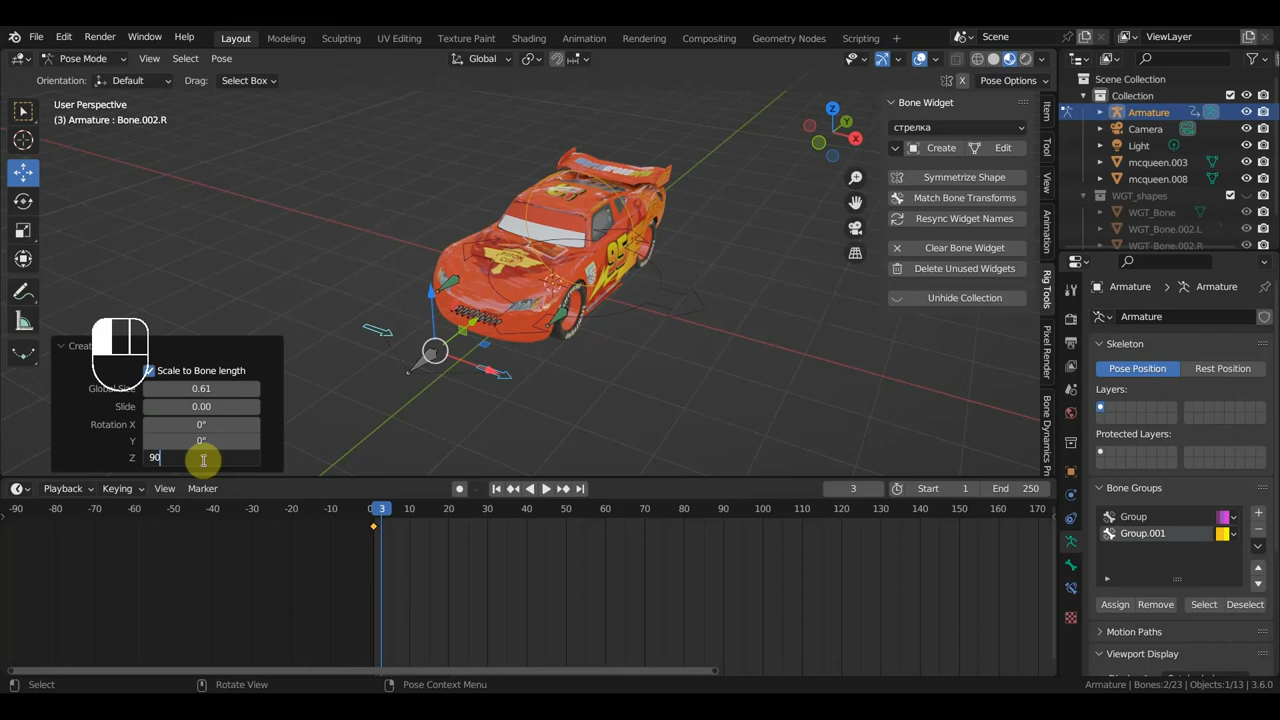 File Edit Render Window Help Layout Modeling Sculpting UV Editing Texture Paint Shading Animation Rendering Compositing Geometry Nodes Scripting + Scene ViewLayer
Pose Mode View Select Pose Global
Orientation: Default Drag: Select Box X Pose Options
User Perspective
(3) Armature : Bone.002.R
Z Y X
Bone Widget
стрелка
Create Edit
Symmetrize Shape
Match Bone Transforms
Resync Widget Names
Clear Bone Widget
Delete Unused Widgets
Unhide Collection
Item
Tool
View
Animation
Rig Tools
Pixel Render
Bone Dynamics Pr
Scene Collection
Collection
Armature
Camera
Light
mcqueen.003
mcqueen.008
WGT_shapes
WGT_Bone
WGT_Bone.002.L
WGT_Bone.002.R
Armature > Armature
Armature
Skeleton
Pose Position Rest Position
Layers:
Protected Layers:
Bone Groups
Group
Group.001
Assign Remove Select Deselect
Motion Paths
Viewport Display
95
Scale to Bone length
Global Size 0.61
Slide 0.00
Rotation X 0°
Y 0°
Z 90
Playback Keying View Marker 3 Start 1 End 250
-90 -80 -70 -60 -50 -40 -30 -20 -10 3 10 20 30 40 50 60 70 80 90 100 110 120 130 140 150 160 170
Select Rotate View Pose Context Menu Armature | Bones:2/23 | Objects:1/13 | 3.6.0